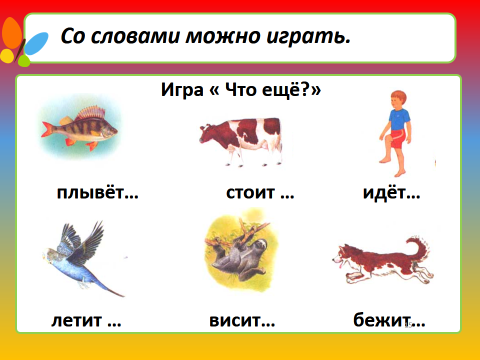 Со словами можно играть.
Игра « Что ещё?»
плывёт... стоит ... идёт...
летит ... висит... бежит...